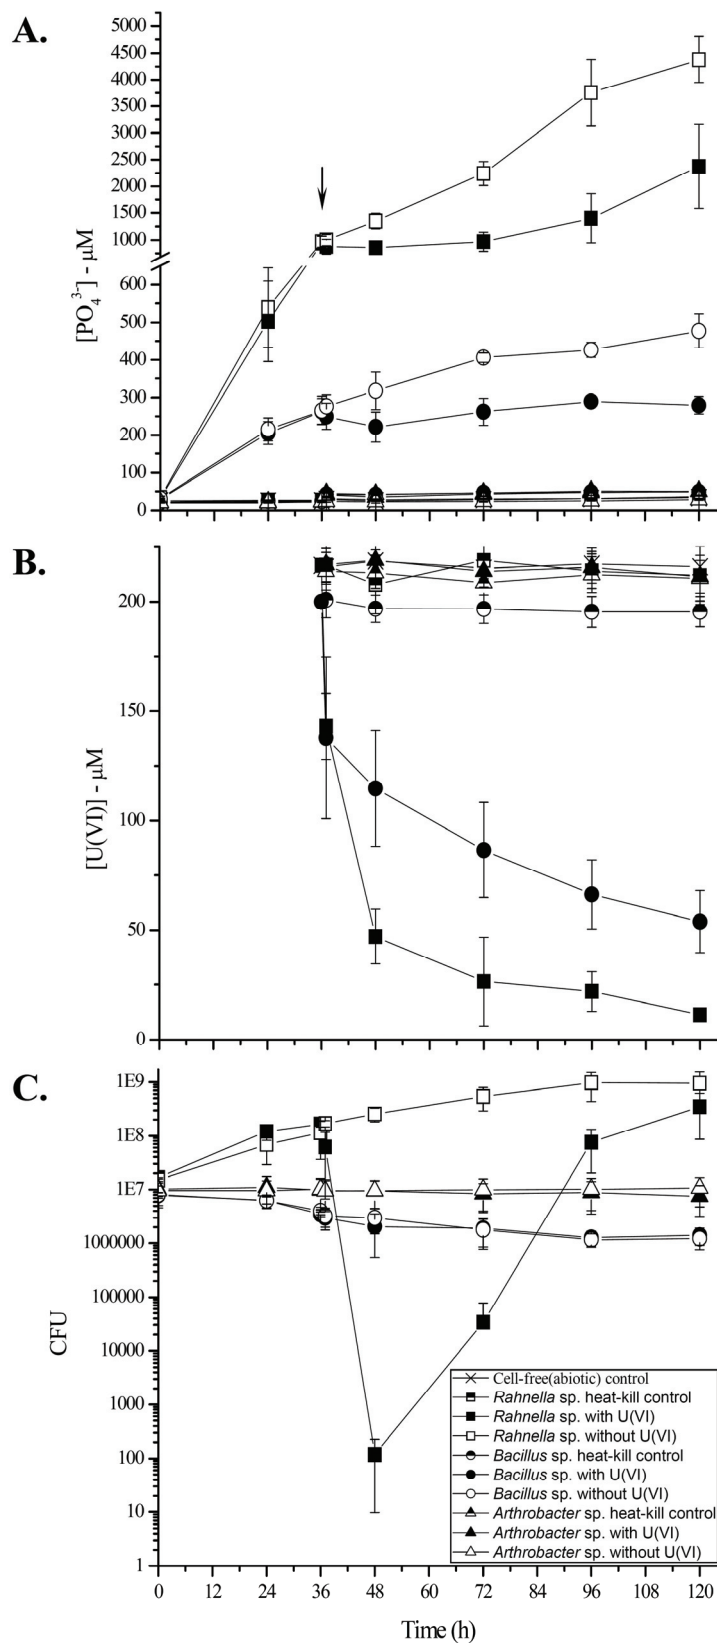 A.
5000
4500
4000
3500
3000
2500
2000
1500
1000
600
500
400
300
200
100
0
[PO₄³⁻] - µM
B.
200
150
100
50
0
[U(VI)] - µM
C.
1E9
1E8
1E7
1000000
100000
10000
1000
100
10
1
CFU
Cell-free(abiotic) control
Rahnella sp. heat-kill control
Rahnella sp. with U(VI)
Rahnella sp. without U(VI)
Bacillus sp. heat-kill control
Bacillus sp. with U(VI)
Bacillus sp. without U(VI)
Arthrobacter sp. heat-kill control
Arthrobacter sp. with U(VI)
Arthrobacter sp. without U(VI)
0 12 24 36 48 60 72 84 96 108 120
Time (h)